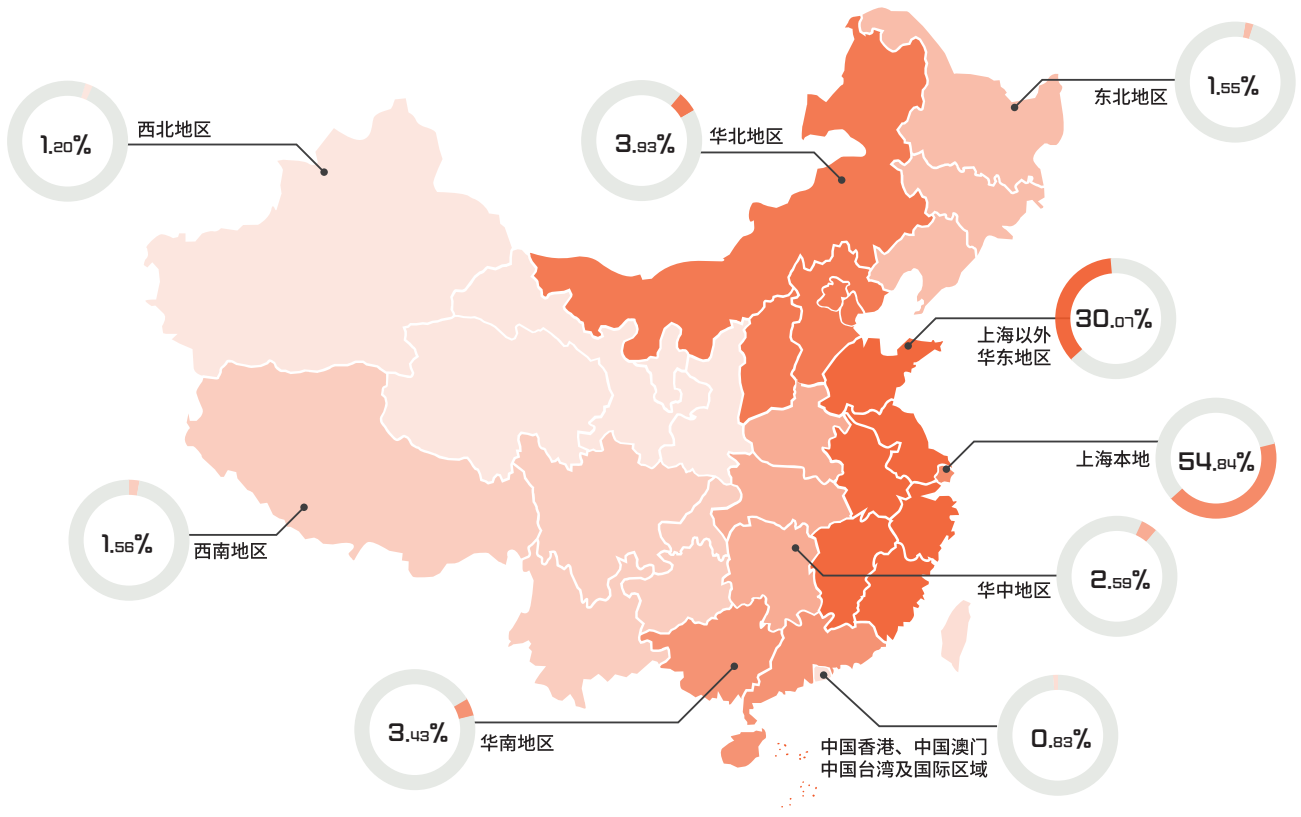 1.55%
东北地区
1.20%
西北地区
3.93%
华北地区
30.07%
上海以外
华东地区
54.84%
上海本地
1.56%
西南地区
2.59%
华中地区
3.43%
华南地区
0.83%
中国香港、中国澳门
中国台湾及国际区域